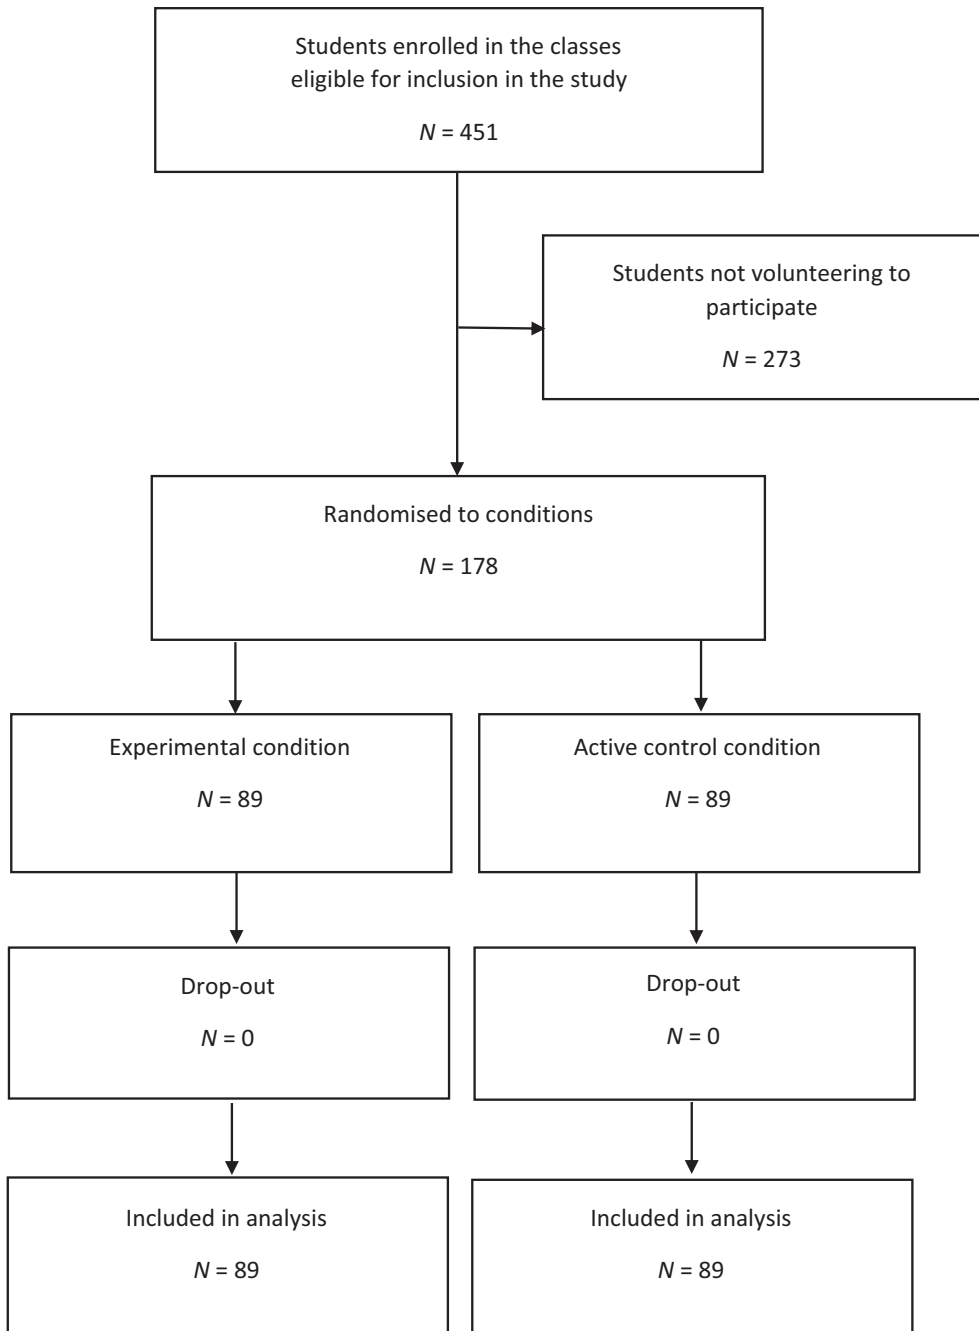 Students enrolled in the classes
eligible for inclusion in the study
N = 451
Students not volunteering to
participate
N = 273
Randomised to conditions
N = 178
Experimental condition
N = 89
Active control condition
N = 89
Drop-out
N = 0
Drop-out
N = 0
Included in analysis
N = 89
Included in analysis
N = 89